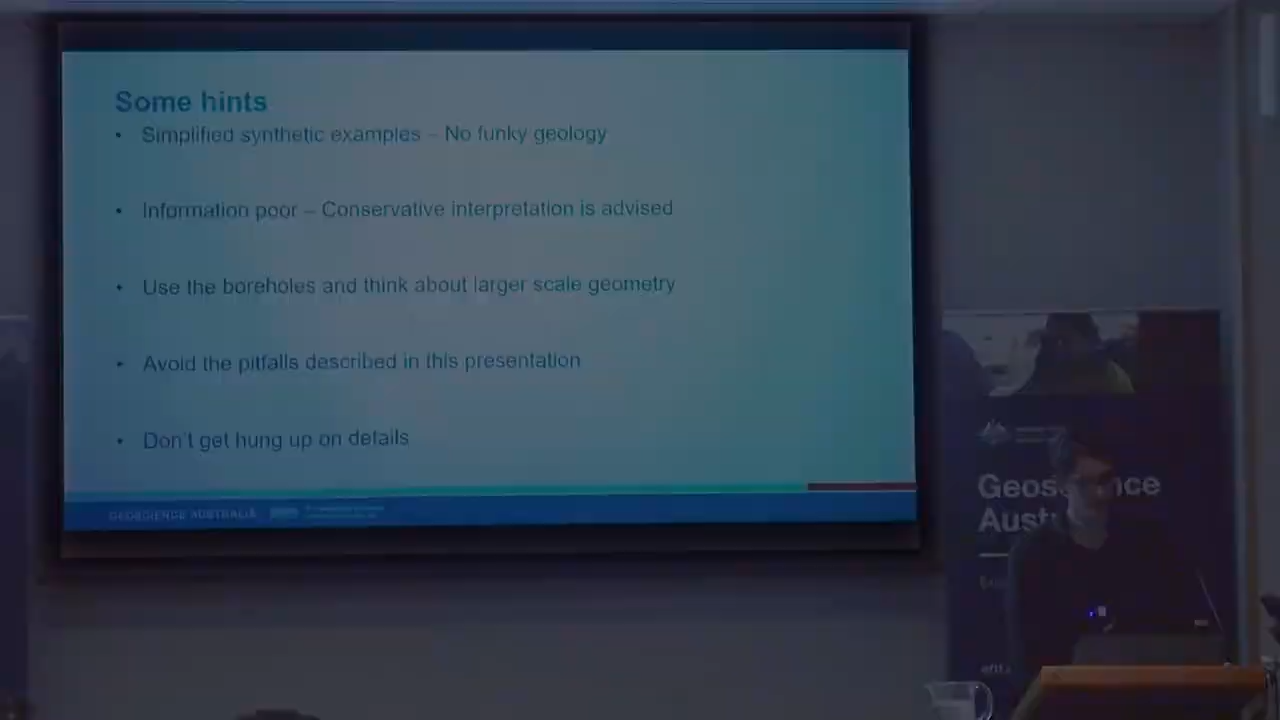 Some hints
• Simplified synthetic examples – No funky geology
• Information poor – Conservative interpretation is advised
• Use the boreholes and think about larger scale geometry
• Avoid the pitfalls described in this presentation
• Don't get hung up on details
GEOSCIENCE AUSTRALIA